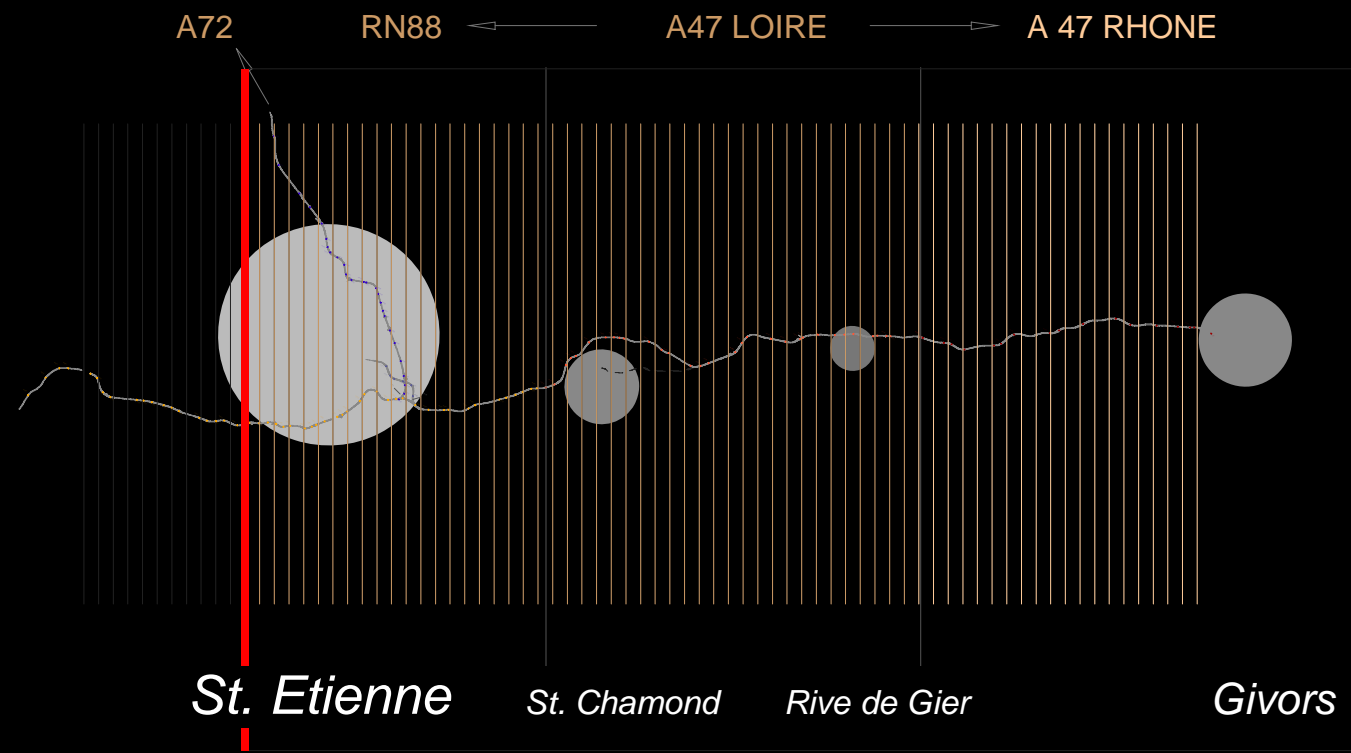 A72 RN88 A47 LOIRE A 47 RHONE
St. Etienne St. Chamond Rive de Gier Givors